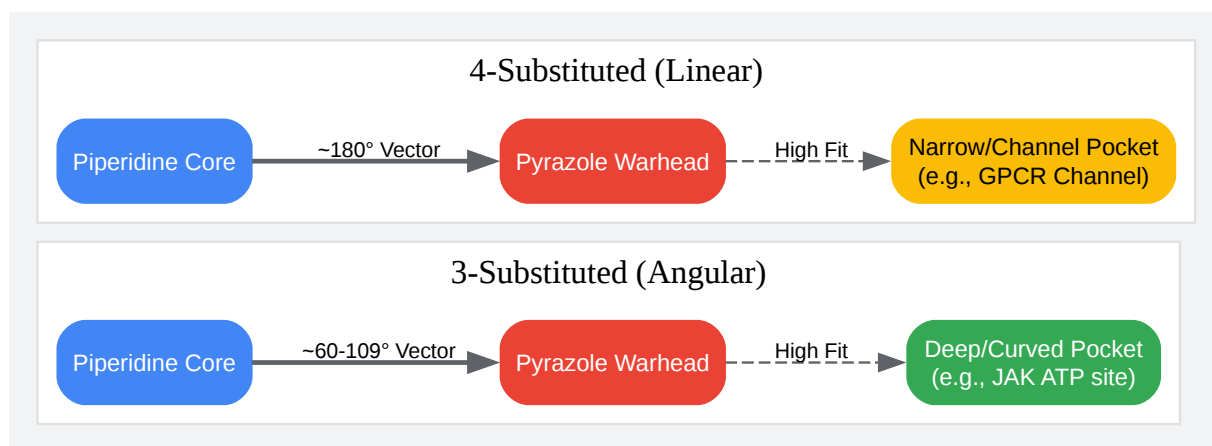 4-Substituted (Linear)
Piperidine Core
~180° Vector
Pyrazole Warhead
High Fit
Narrow/Channel Pocket
(e.g., GPCR Channel)
3-Substituted (Angular)
Piperidine Core
~60-109° Vector
Pyrazole Warhead
High Fit
Deep/Curved Pocket
(e.g., JAK ATP site)